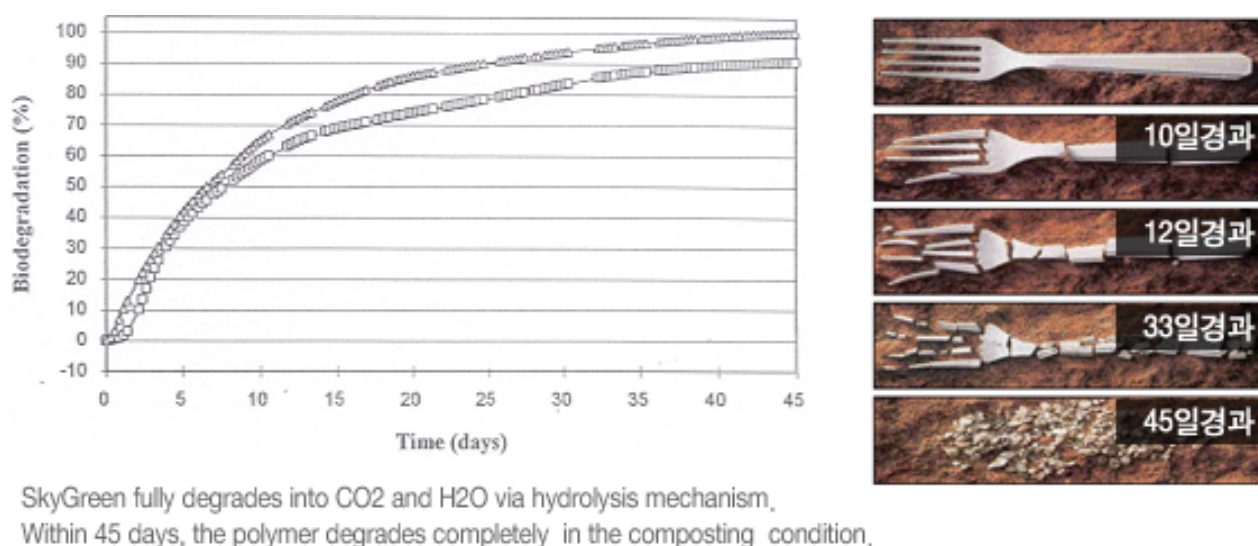 100
90
80
70
60
50
40
30
20
10
0
-10
Biodegradation (%)
0 5 10 15 20 25 30 35 40 45
Time (days)
10일경과
12일경과
33일경과
45일경과
SkyGreen fully degrades into CO2 and H2O via hydrolysis mechanism.
Within 45 days, the polymer degrades completely in the composting condition.